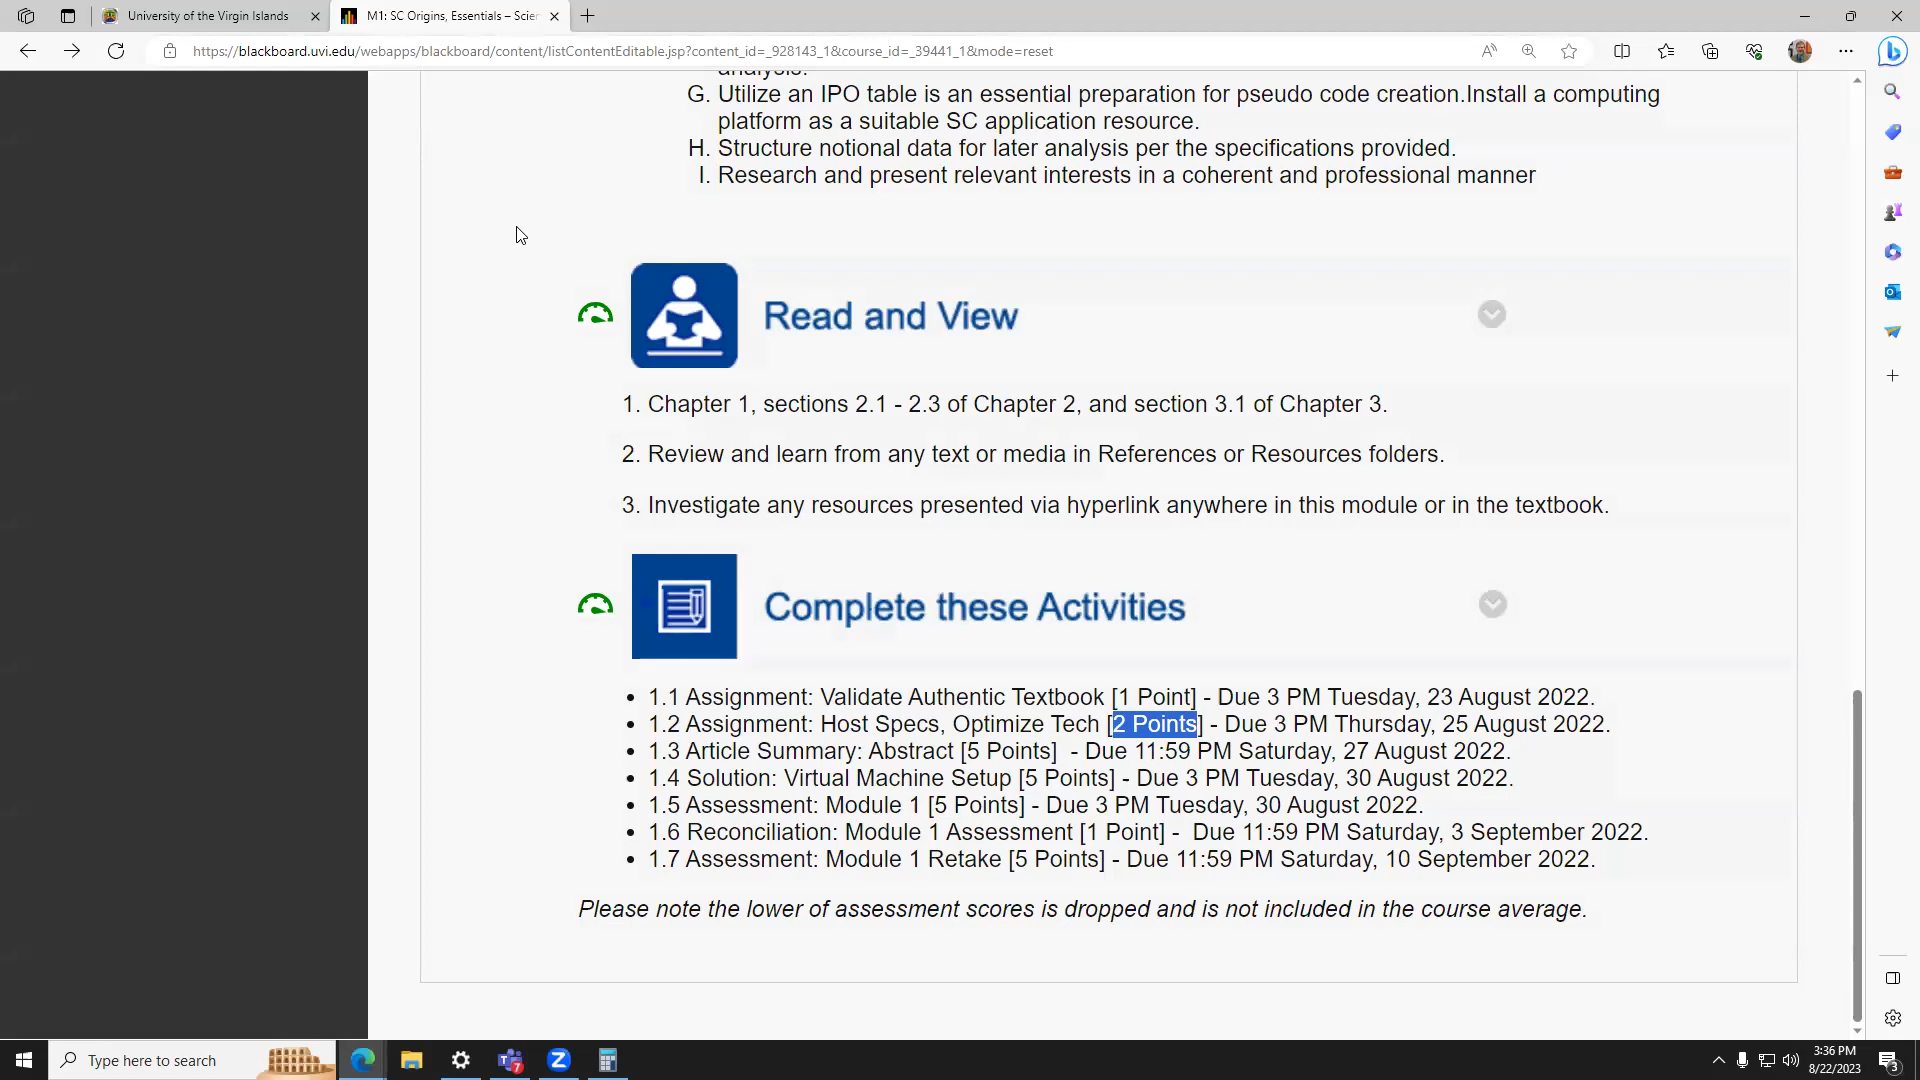 University of the Virgin Islands
M1: SC Origins, Essentials – Scien
https://blackboard.uvi.edu/webapps/blackboard/content/listContentEditable.jsp?content_id=_928143_1&course_id=_39441_1&mode=reset
analysis.
G. Utilize an IPO table is an essential preparation for pseudo code creation.Install a computing
platform as a suitable SC application resource.
H. Structure notional data for later analysis per the specifications provided.
I. Research and present relevant interests in a coherent and professional manner
Read and View
1. Chapter 1, sections 2.1 - 2.3 of Chapter 2, and section 3.1 of Chapter 3.
2. Review and learn from any text or media in References or Resources folders.
3. Investigate any resources presented via hyperlink anywhere in this module or in the textbook.
Complete these Activities
• 1.1 Assignment: Validate Authentic Textbook [1 Point] - Due 3 PM Tuesday, 23 August 2022.
• 1.2 Assignment: Host Specs, Optimize Tech [2 Points] - Due 3 PM Thursday, 25 August 2022.
• 1.3 Article Summary: Abstract [5 Points]  - Due 11:59 PM Saturday, 27 August 2022.
• 1.4 Solution: Virtual Machine Setup [5 Points] - Due 3 PM Tuesday, 30 August 2022.
• 1.5 Assessment: Module 1 [5 Points] - Due 3 PM Tuesday, 30 August 2022.
• 1.6 Reconciliation: Module 1 Assessment [1 Point] -  Due 11:59 PM Saturday, 3 September 2022.
• 1.7 Assessment: Module 1 Retake [5 Points] - Due 11:59 PM Saturday, 10 September 2022.
Please note the lower of assessment scores is dropped and is not included in the course average.
Type here to search
7
3:36 PM
8/22/2023
3